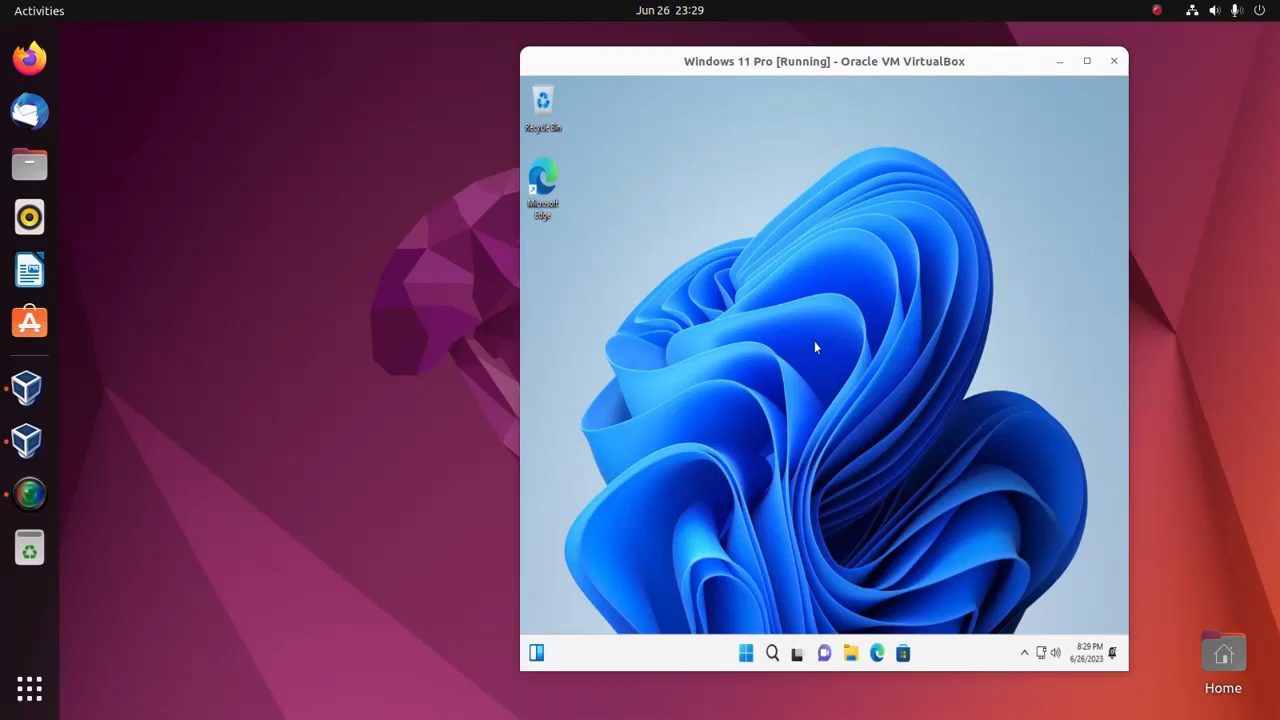 Activities
Jun 26 23:29
Windows 11 Pro [Running] - Oracle VM VirtualBox
Recycle Bin
Microsoft
Edge
8:29 PM
6/26/2023
Home